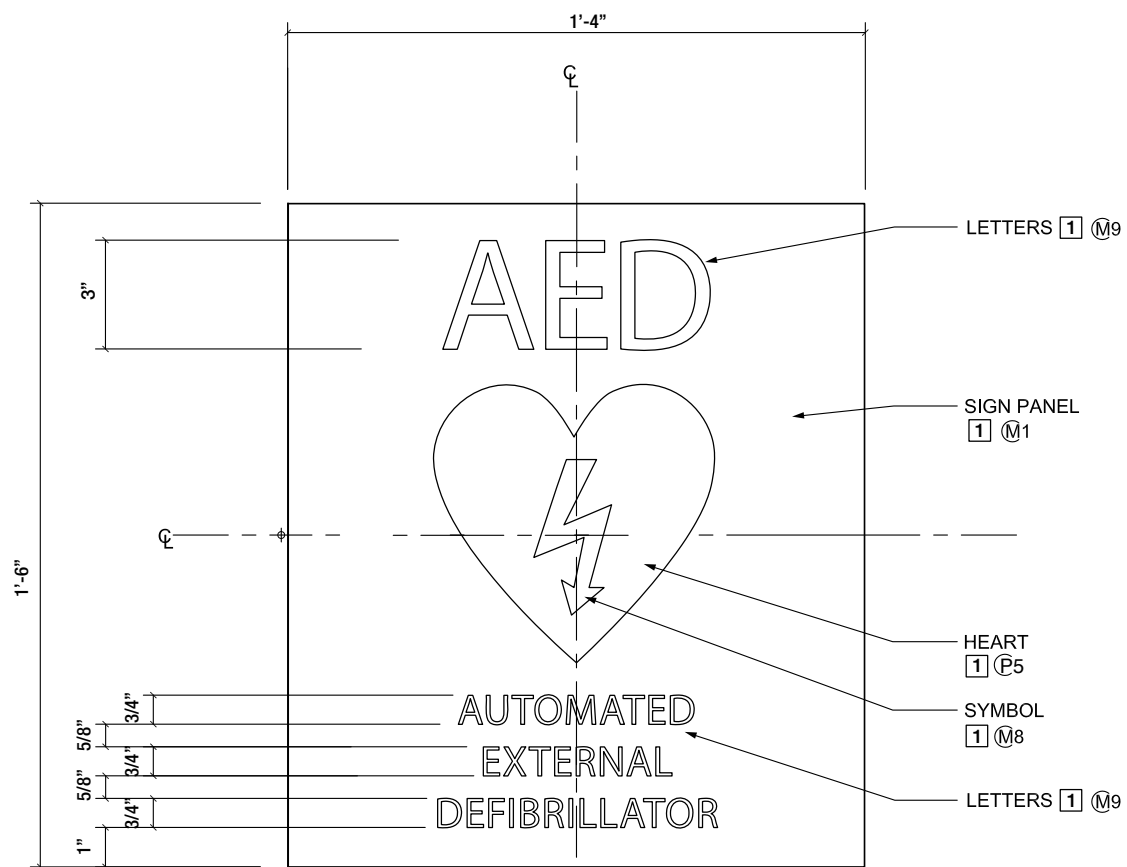 1'-4"
℄
LETTERS 1 M9
AED
3"
SIGN PANEL
1 M1
℄
1'-6"
HEART
1 P5
3/4"
AUTOMATED
SYMBOL
1 M8
5/8"
3/4"
EXTERNAL
5/8"
3/4"
DEFIBRILLATOR
LETTERS 1 M9
1"